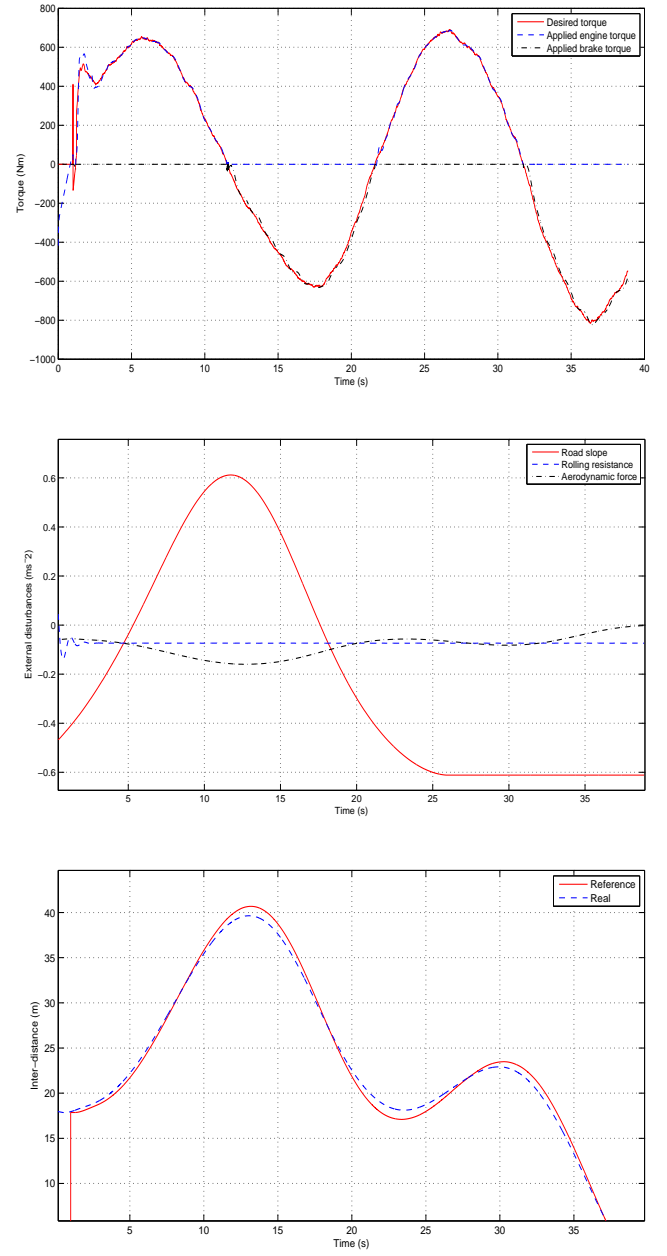 800
600
400
200
0
−200
−400
−600
−800
−1000
Torque (Nm)
Desired torque
Applied engine torque
Applied brake torque
0 5 10 15 20 25 30 35 40
Time (s)
0.6
0.4
0.2
0
−0.2
−0.4
−0.6
External disturbances (ms−2)
Road slope
Rolling resistance
Aerodynamic force
5 10 15 20 25 30 35
Time (s)
40
35
30
25
20
15
10
Inter−distance (m)
Reference
Real
5 10 15 20 25 30 35
Time (s)